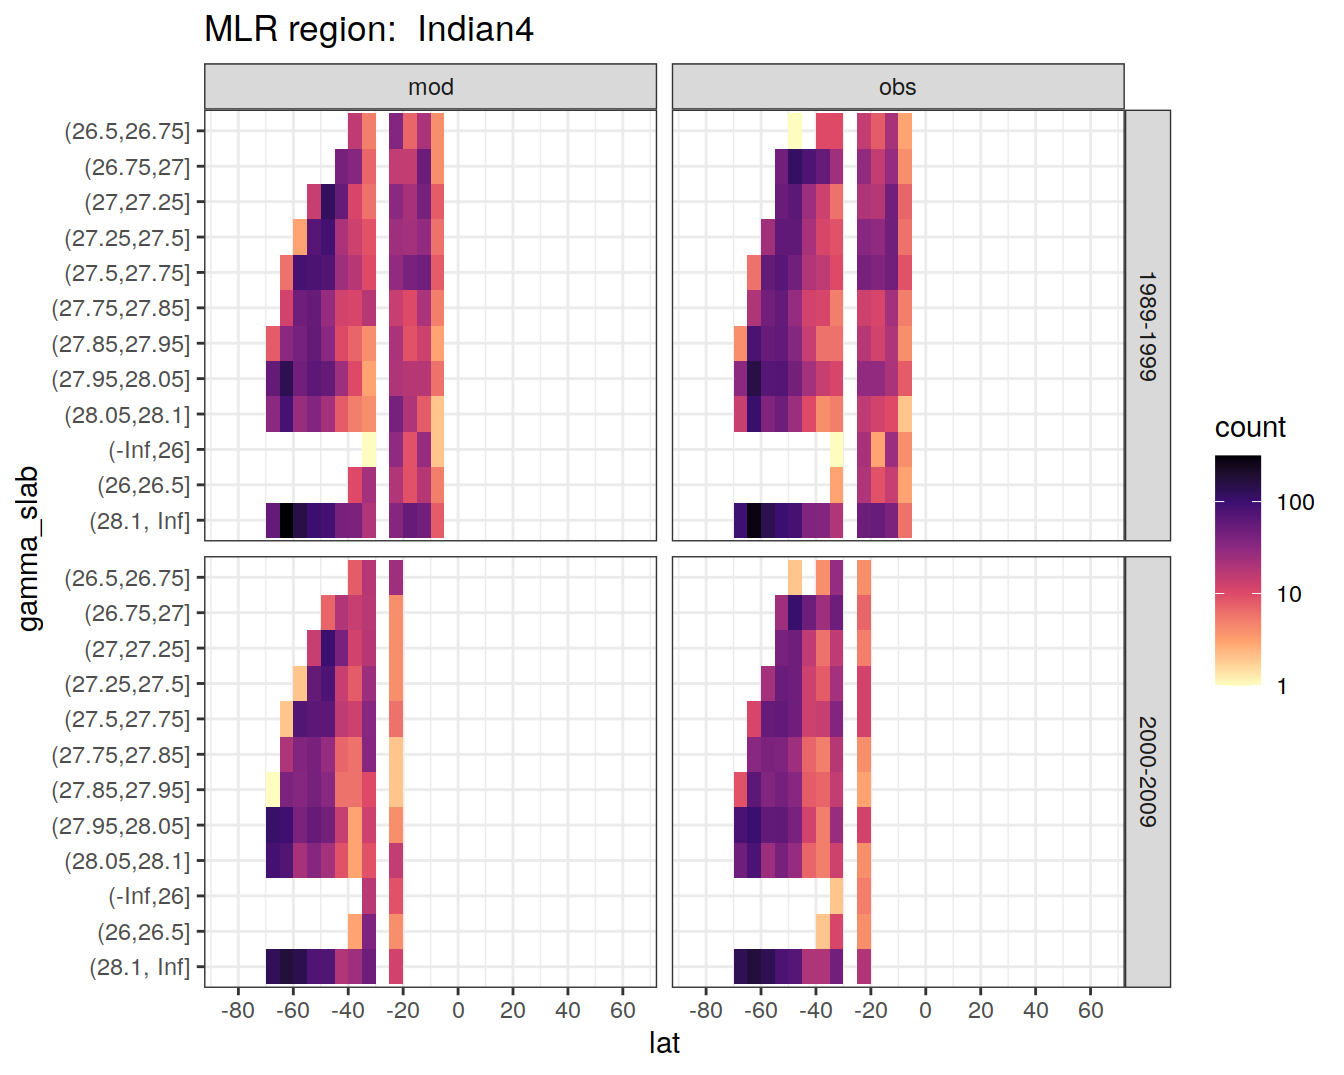 MLR region:  Indian4
mod
obs
(26.5,26.75]
(26.75,27]
(27,27.25]
(27.25,27.5]
(27.5,27.75]
(27.75,27.85]
(27.85,27.95]
(27.95,28.05]
(28.05,28.1]
(-Inf,26]
(26,26.5]
(28.1, Inf]
1989-1999
(26.5,26.75]
(26.75,27]
(27,27.25]
(27.25,27.5]
(27.5,27.75]
(27.75,27.85]
(27.85,27.95]
(27.95,28.05]
(28.05,28.1]
(-Inf,26]
(26,26.5]
(28.1, Inf]
2000-2009
gamma_slab
-80 -60 -40 -20 0 20 40 60
-80 -60 -40 -20 0 20 40 60
lat
count
100
10
1